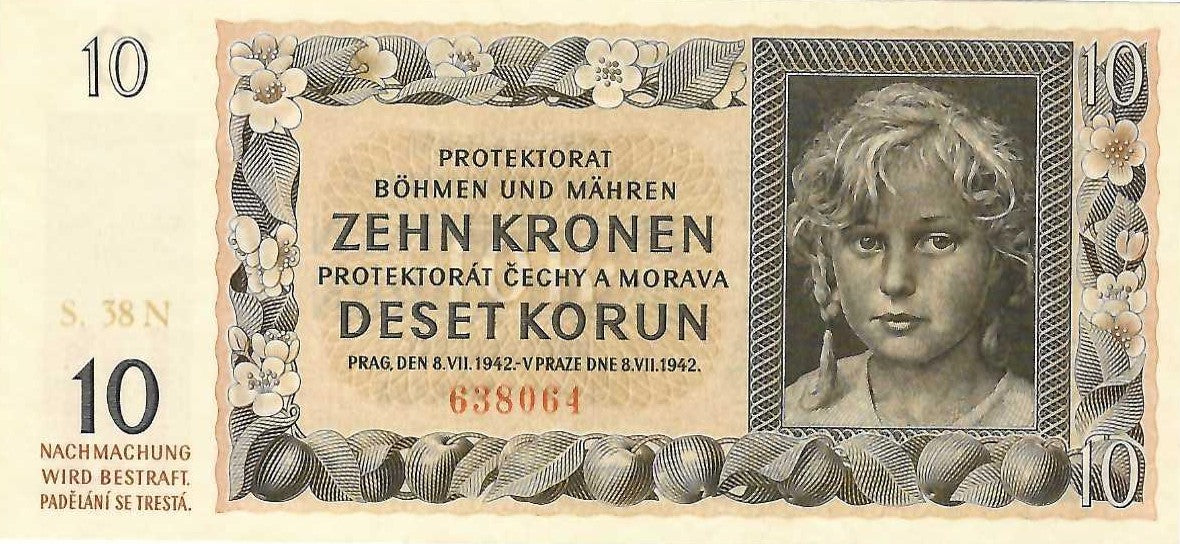 10
10
PROTEKTORAT
BÖHMEN UND MÄHREN
ZEHN KRONEN
PROTEKTORÁT ČECHY A MORAVA
DESET KORUN
PRAG, DEN 8.VII.1942.-V PRAZE DNE 8.VII.1942.
638064
S. 38 N
10
NACHMACHUNG
WIRD BESTRAFT.
PADĚLÁNÍ SE TRESTÁ.
10